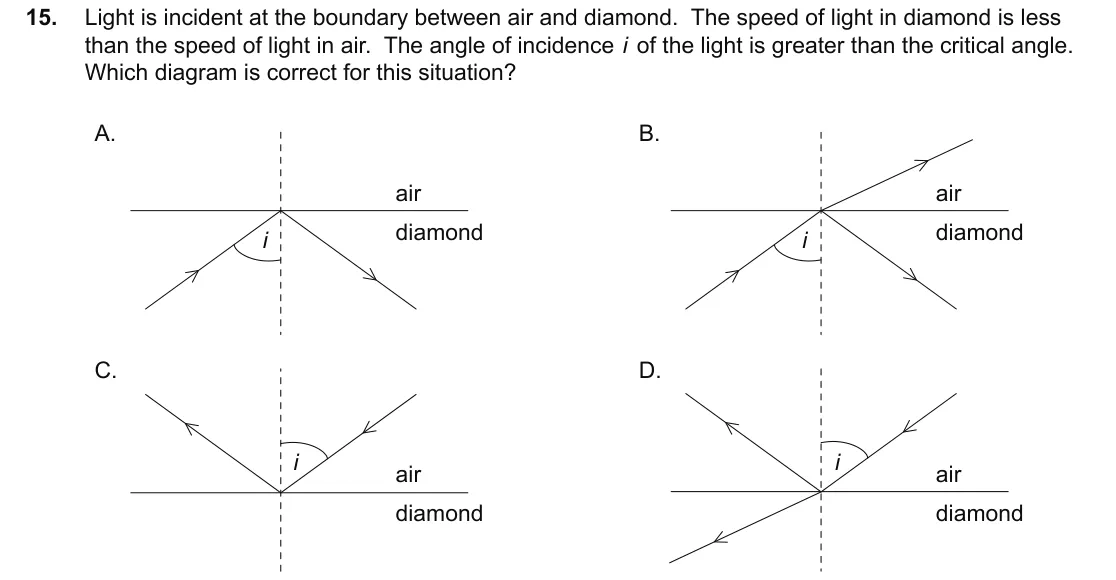 15. Light is incident at the boundary between air and diamond. The speed of light in diamond is less
than the speed of light in air. The angle of incidence i of the light is greater than the critical angle.
Which diagram is correct for this situation?
A.
air
diamond
i
B.
air
diamond
i
C.
i
air
diamond
D.
i
air
diamond